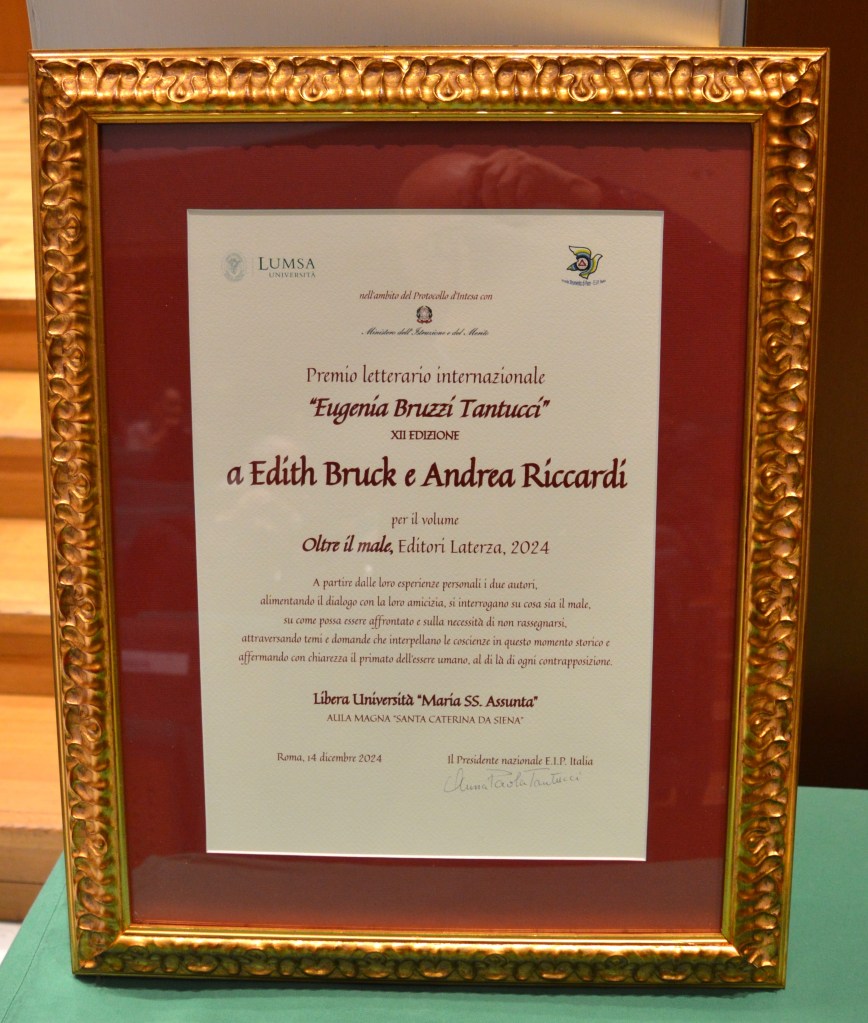 LUMSA
UNIVERSITÀ
nell'ambito del Protocollo d'Intesa con
Ministero dell'Istruzione e del Merito
Premio letterario internazionale
"Eugenia Bruzzi Tantucci"
XII EDIZIONE
a Edith Bruck e Andrea Riccardi
per il volume
Oltre il male, Editori Laterza, 2024
A partire dalle loro esperienze personali i due autori,
alimentando il dialogo con la loro amicizia, si interrogano su cosa sia il male,
su come possa essere affrontato e sulla necessità di non rassegnarsi,
attraversando temi e domande che interpellano le coscienze in questo momento storico e
affermando con chiarezza il primato dell'essere umano, al di là di ogni contrapposizione.
Libera Università "Maria SS. Assunta"
AULA MAGNA "SANTA CATERINA DA SIENA"
Roma, 14 dicembre 2024
Il Presidente nazionale E.I.P. Italia
Anna Paola Tantucci